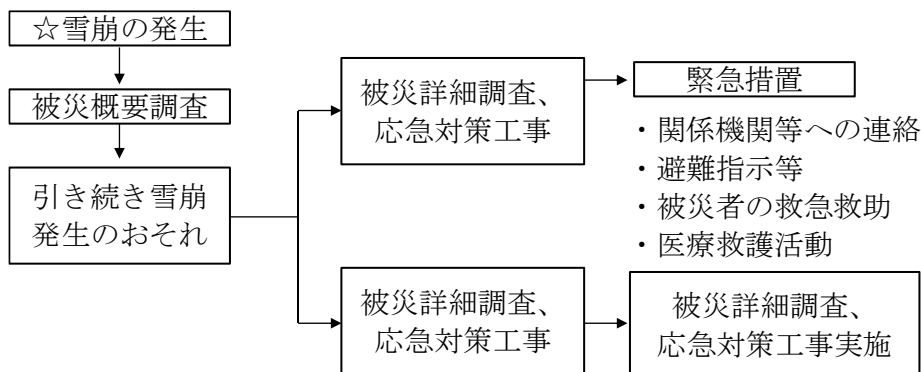 ☆雪崩の発生
被災概要調査
引き続き雪崩
発生のおそれ
被災詳細調査、
応急対策工事
緊急措置
・関係機関等への連絡
・避難指示等
・被災者の救急救助
・医療救護活動
被災詳細調査、
応急対策工事
被災詳細調査、
応急対策工事実施